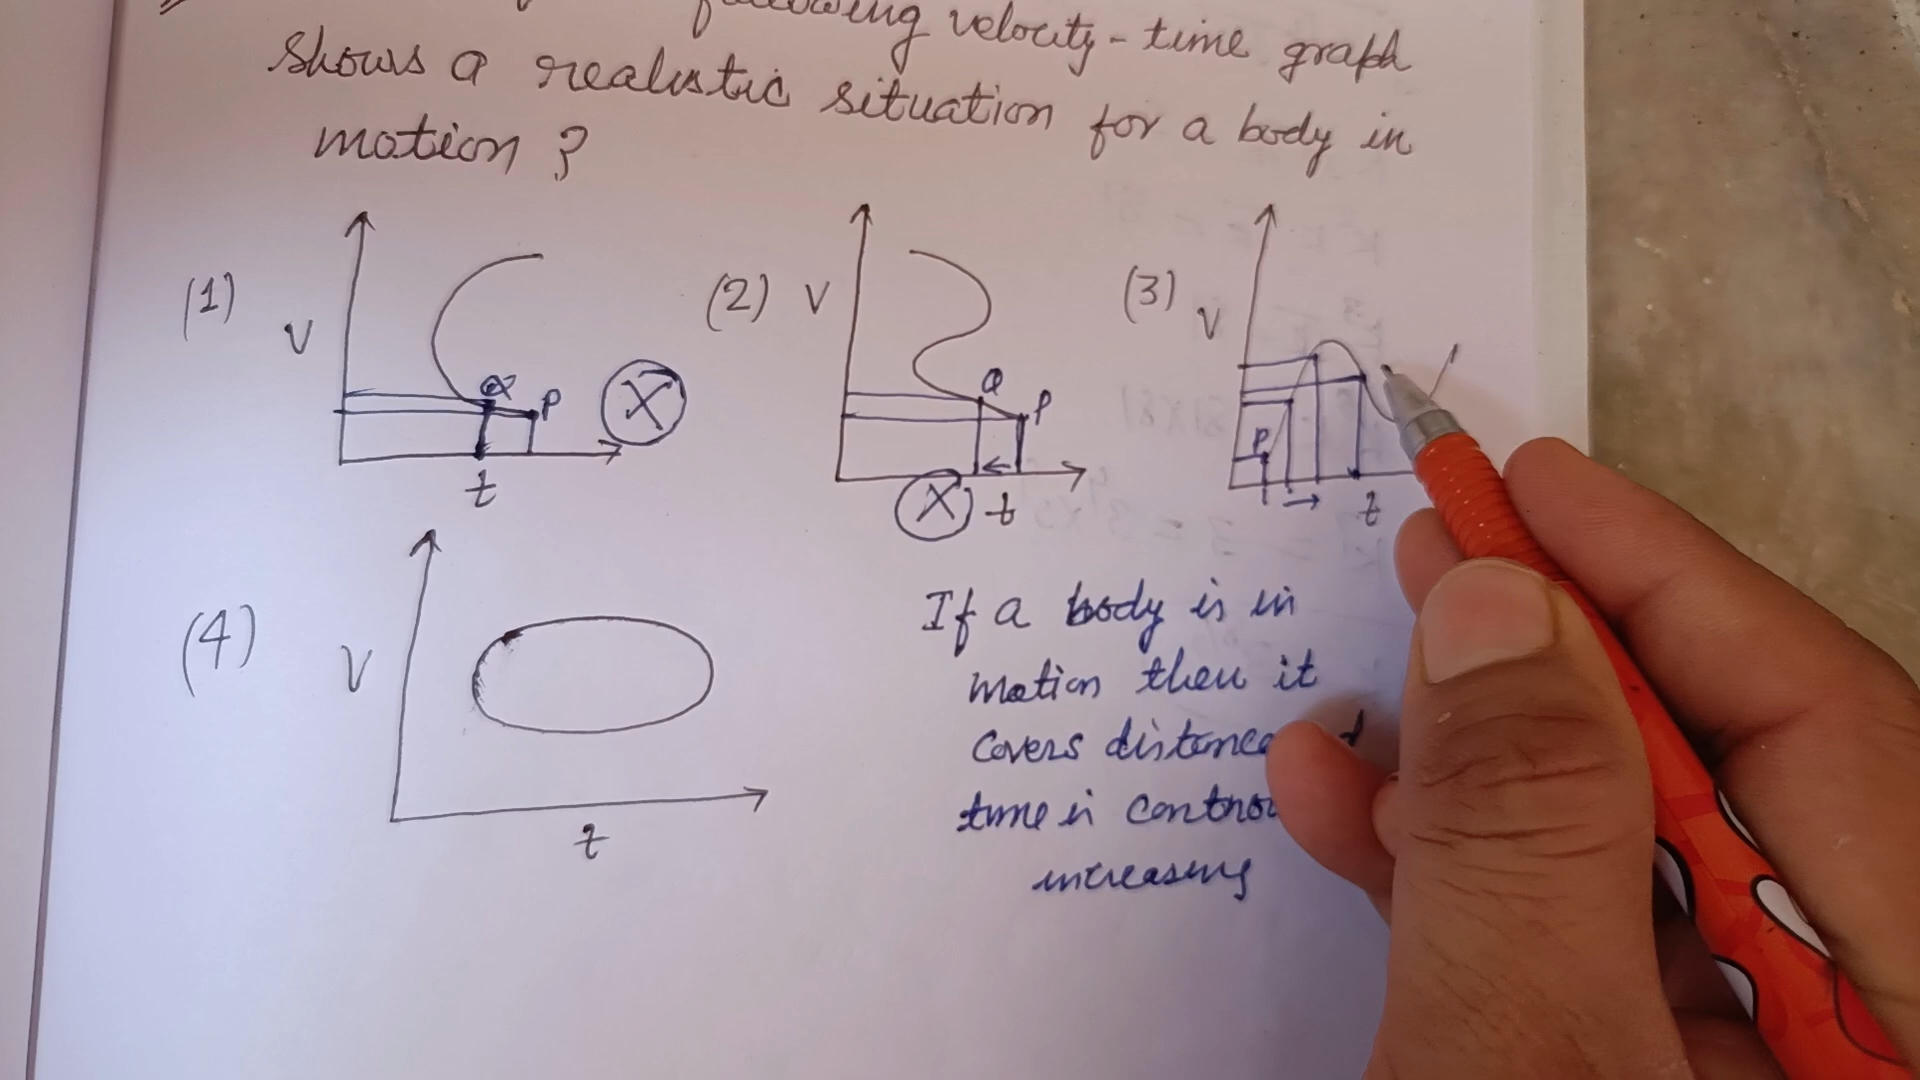 following velocity-time graph
shows a realistic situation for a body in
motion ?
(1)
V
Q
P
X
t
(2)
V
Q
P
X
t
(3)
V
P
t
(4)
V
t
If a body is in
motion then it
covers distance
time is
increasing